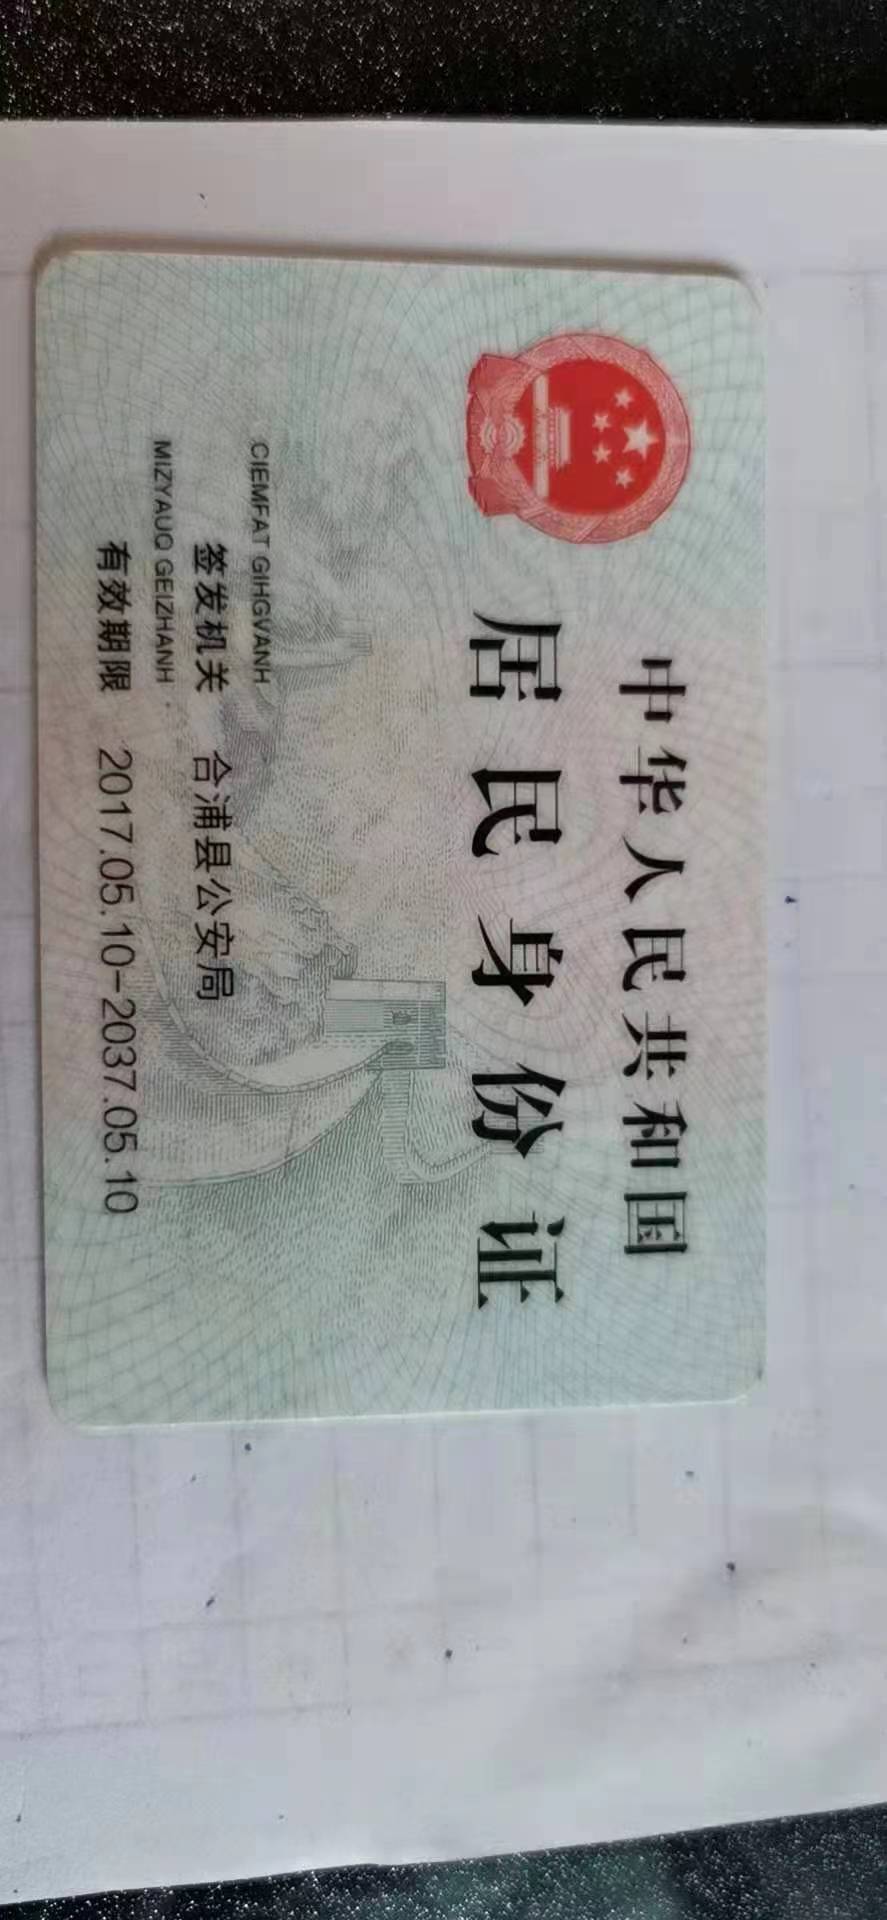 中华人民共和国
居民身份证
CIEMFAT GIHGVANH
签发机关 合浦县公安局
MIZYAUQ GEIZHANH
有效期限 2017.05.10-2037.05.10